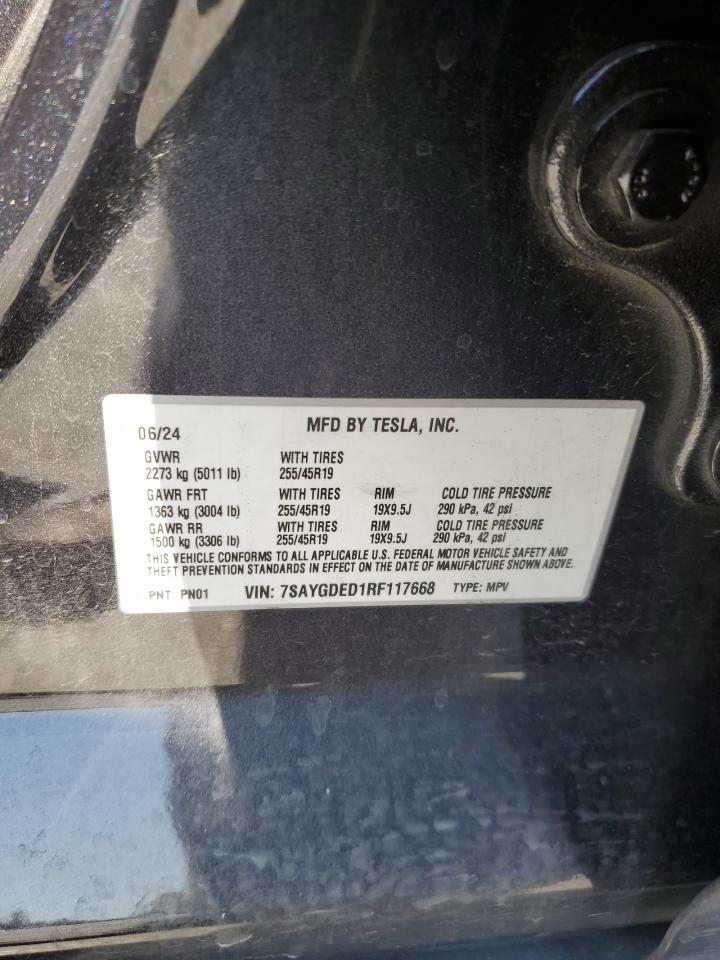 06/24 MFD BY TESLA, INC.
GVWR WITH TIRES
2273 kg (5011 lb) 255/45R19
GAWR FRT WITH TIRES RIM COLD TIRE PRESSURE
1363 kg (3004 lb) 255/45R19 19X9.5J 290 kPa, 42 psi
GAWR RR WITH TIRES RIM COLD TIRE PRESSURE
1500 kg (3306 lb) 255/45R19 19X9.5J 290 kPa, 42 psi
THIS VEHICLE CONFORMS TO ALL APPLICABLE U.S. FEDERAL MOTOR VEHICLE SAFETY AND
THEFT PREVENTION STANDARDS IN EFFECT ON THE DATE OF MANUFACTURE SHOWN ABOVE.
PNT: PN01 VIN: 7SAYGDED1RF117668 TYPE: MPV